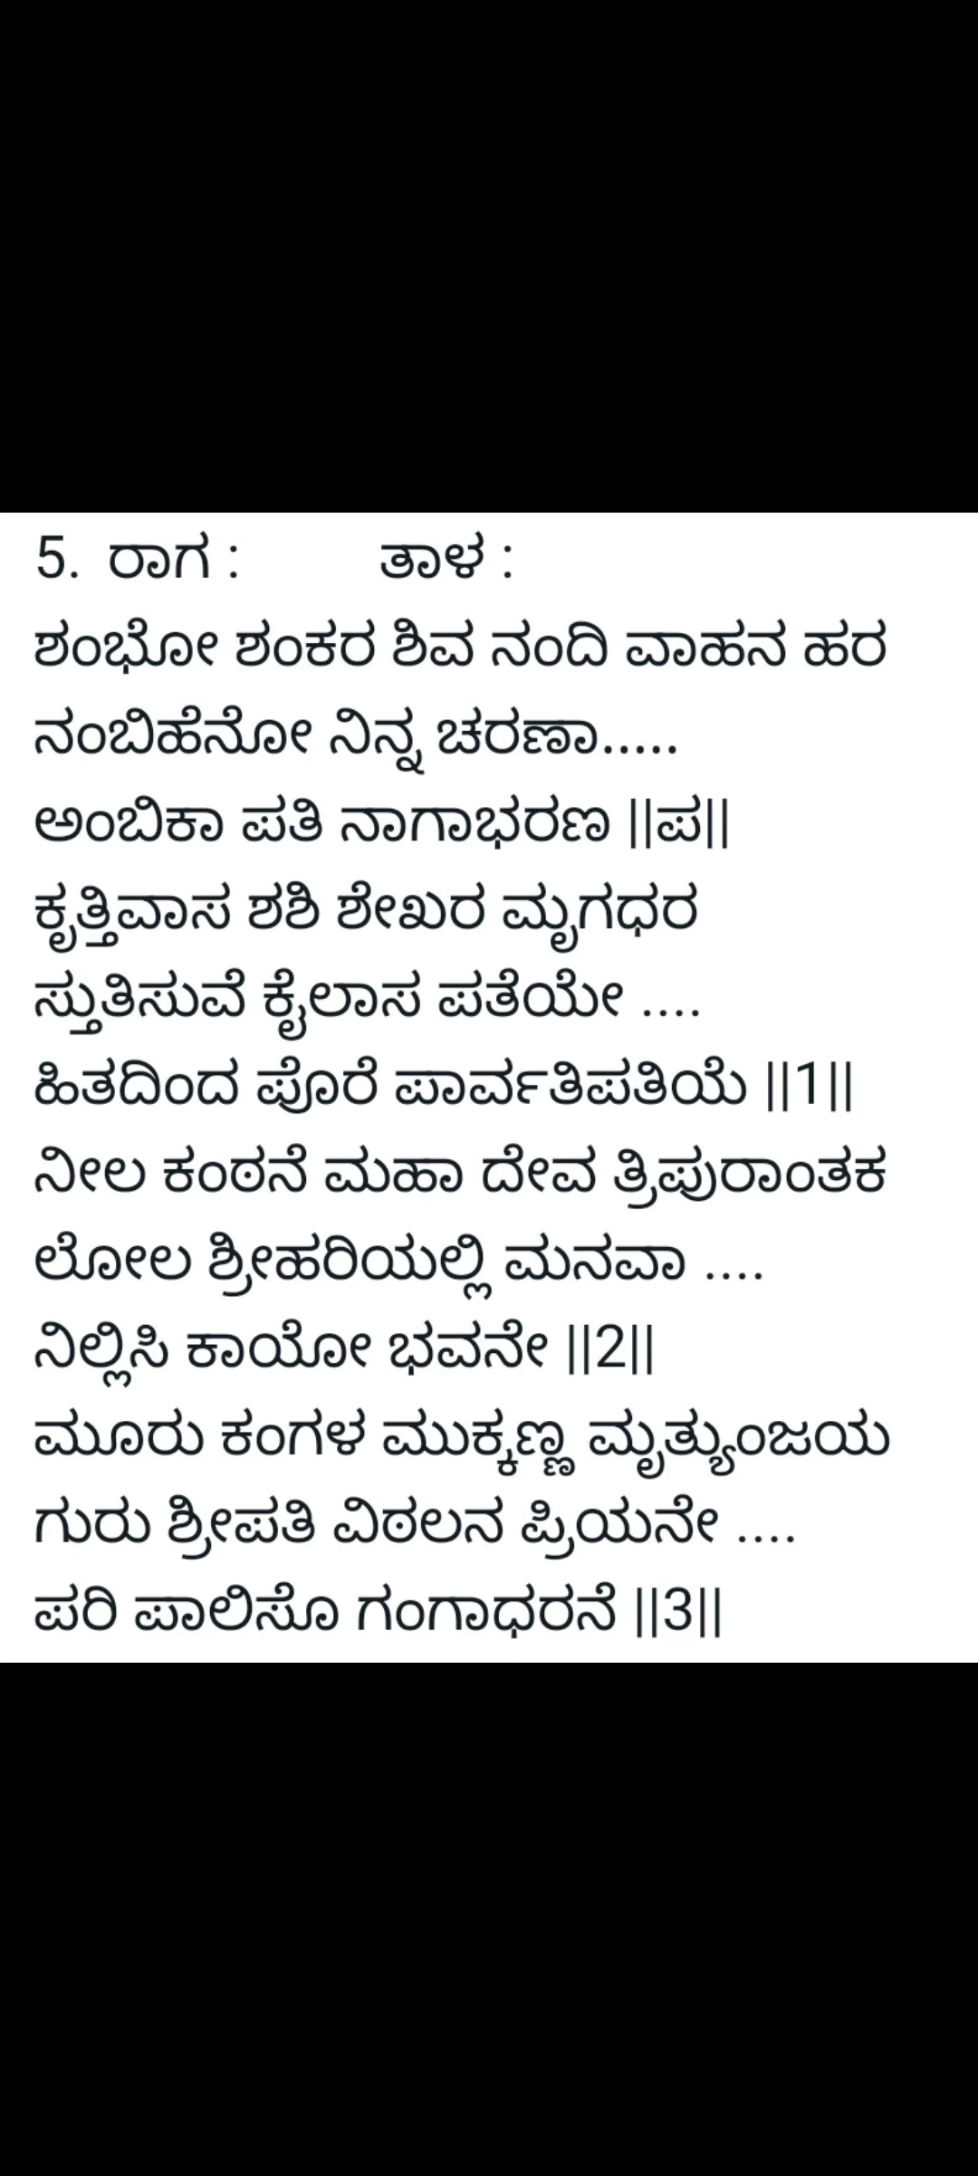 5. ರಾಗ : ತಾಳ :
ಶಂಭೋ ಶಂಕರ ಶಿವ ನಂದಿ ವಾಹನ ಹರ
ನಂಬಿಹೆನೋ ನಿನ್ನ ಚರಣಾ.....
ಅಂಬಿಕಾ ಪತಿ ನಾಗಾಭರಣ ||ಪ||
ಕೃತ್ತಿವಾಸ ಶಶಿ ಶೇಖರ ಮೃಗಧರ
ಸ್ತುತಿಸುವೆ ಕೈಲಾಸ ಪತೆಯೇ ....
ಹಿತದಿಂದ ಪೊರೆ ಪಾರ್ವತಿಪತಿಯೆ ||1||
ನೀಲ ಕಂಠನೆ ಮಹಾ ದೇವ ತ್ರಿಪುರಾಂತಕ
ಲೋಲ ಶ್ರೀಹರಿಯಲ್ಲಿ ಮನವಾ ....
ನಿಲ್ಲಿಸಿ ಕಾಯೋ ಭವನೇ ||2||
ಮೂರು ಕಂಗಳ ಮುಕ್ಕಣ್ಣ ಮೃತ್ಯುಂಜಯ
ಗುರು ಶ್ರೀಪತಿ ವಿಠಲನ ಪ್ರಿಯನೇ ....
ಪರಿ ಪಾಲಿಸೊ ಗಂಗಾಧರನೆ ||3||